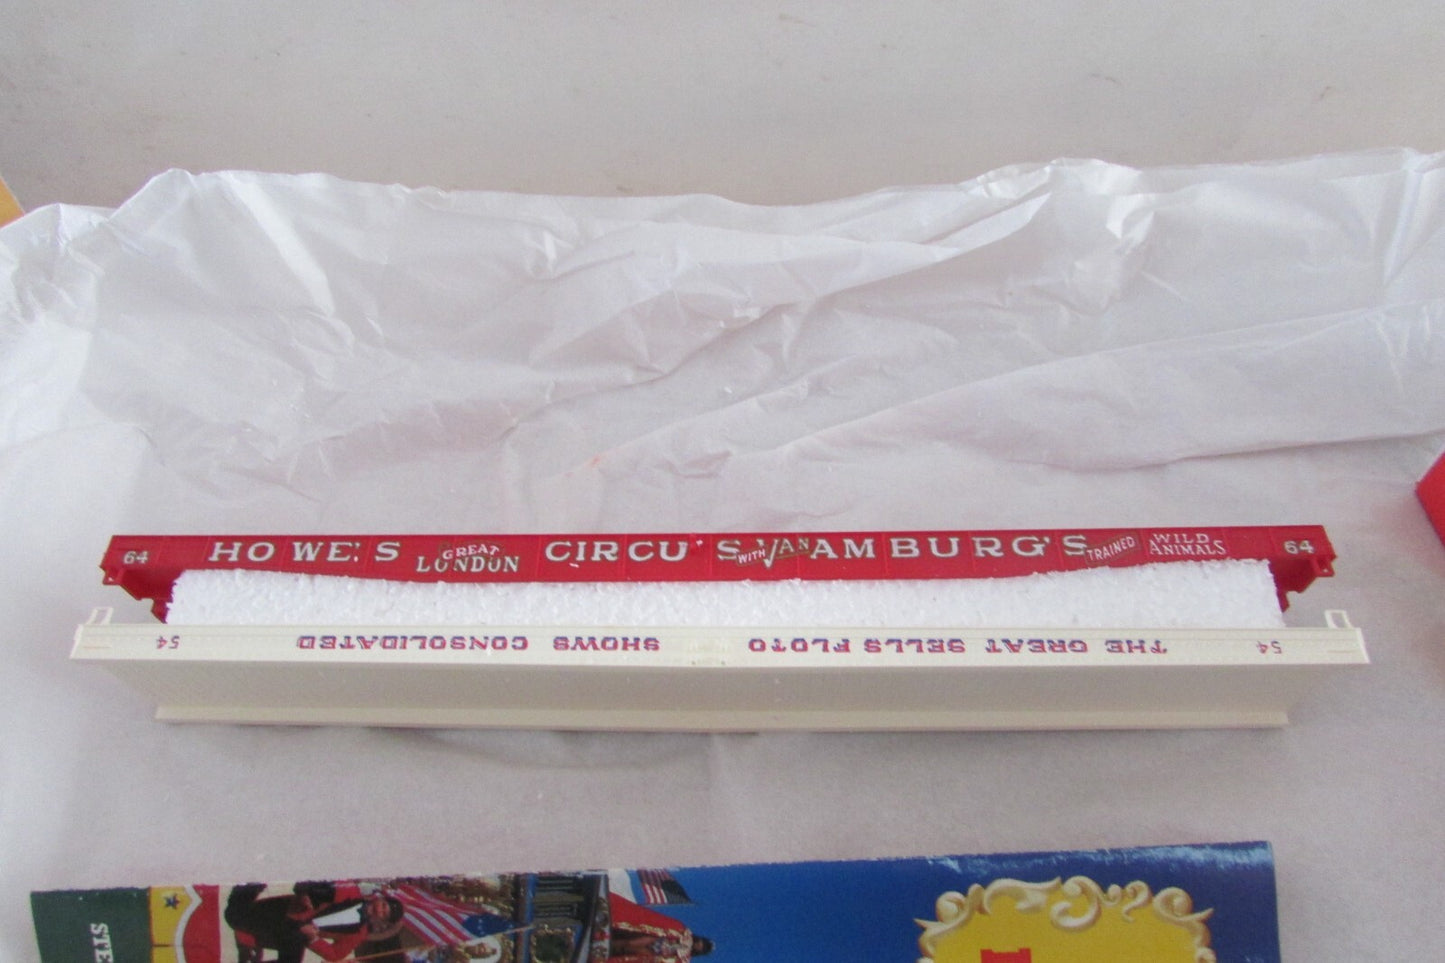 64 HOWE'S GREAT LONDON CIRCUS WITH VAN AMBURG'S TRAINED WILD ANIMALS 64
54 THE GREAT SELLS FLOTO SHOWS CONSOLIDATED 54
STE